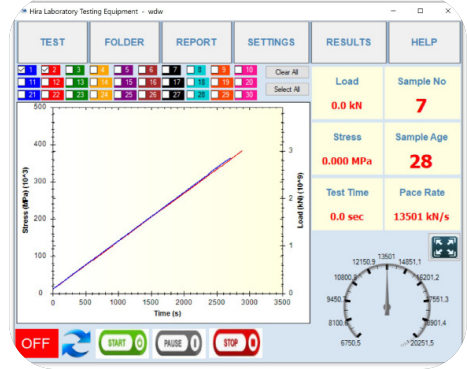 Hira Laboratory Testing Equipment - wdw
TEST FOLDER REPORT SETTINGS RESULTS HELP
1 2 3 4 5 6 7 8 9 10 Clear All
11 12 13 14 15 16 17 18 19 20 Select All
21 22 23 24 25 26 27 28 29 30
Load
0.0 kN
Sample No
7
Stress
0.000 MPa
Sample Age
28
Test Time
0.0 sec
Pace Rate
13501 kN/s
Stress (MPa) (10^3)
500
400
300
200
100
0
Load (kN) (10^9)
3
2
1
0
0 500 1000 1500 2000 2500 3000 3500
Time (s)
13501
12150,9 14851,1
10800,8 16201,2
9450,7 17551,3
8100,6 18901,4
6750,5 20251,5
OFF START PAUSE STOP